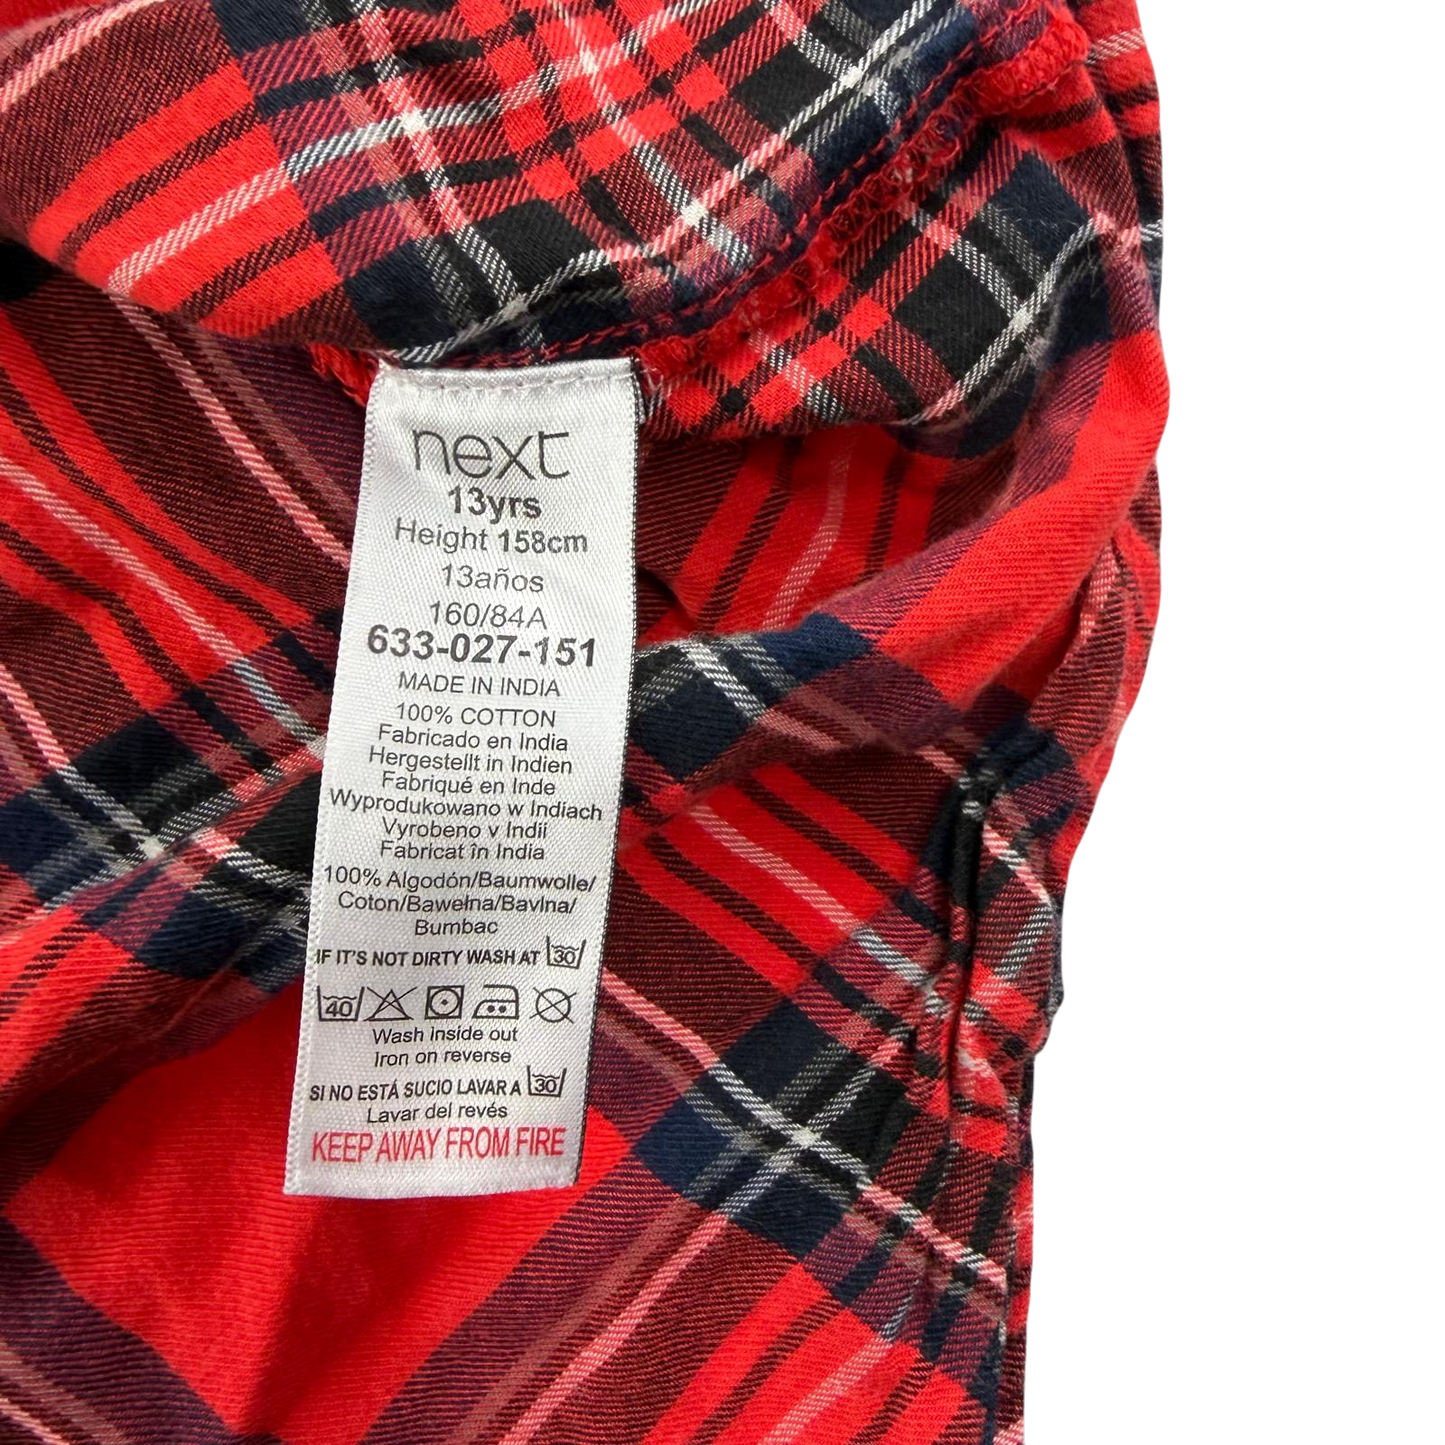 next
13yrs
Height 158cm
13años
160/84A
633-027-151
MADE IN INDIA
100% COTTON
Fabricado en India
Hergestellt in Indien
Fabriqué en Inde
Wyprodukowano w Indiach
Vyrobeno v Indii
Fabricat în India
100% Algodón/Baumwolle/
Coton/Bawełna/Bavlna/
Bumbac
IF IT'S NOT DIRTY WASH AT 30
40
Wash inside out
Iron on reverse
SI NO ESTÁ SUCIO LAVAR A 30
Lavar del revés
KEEP AWAY FROM FIRE